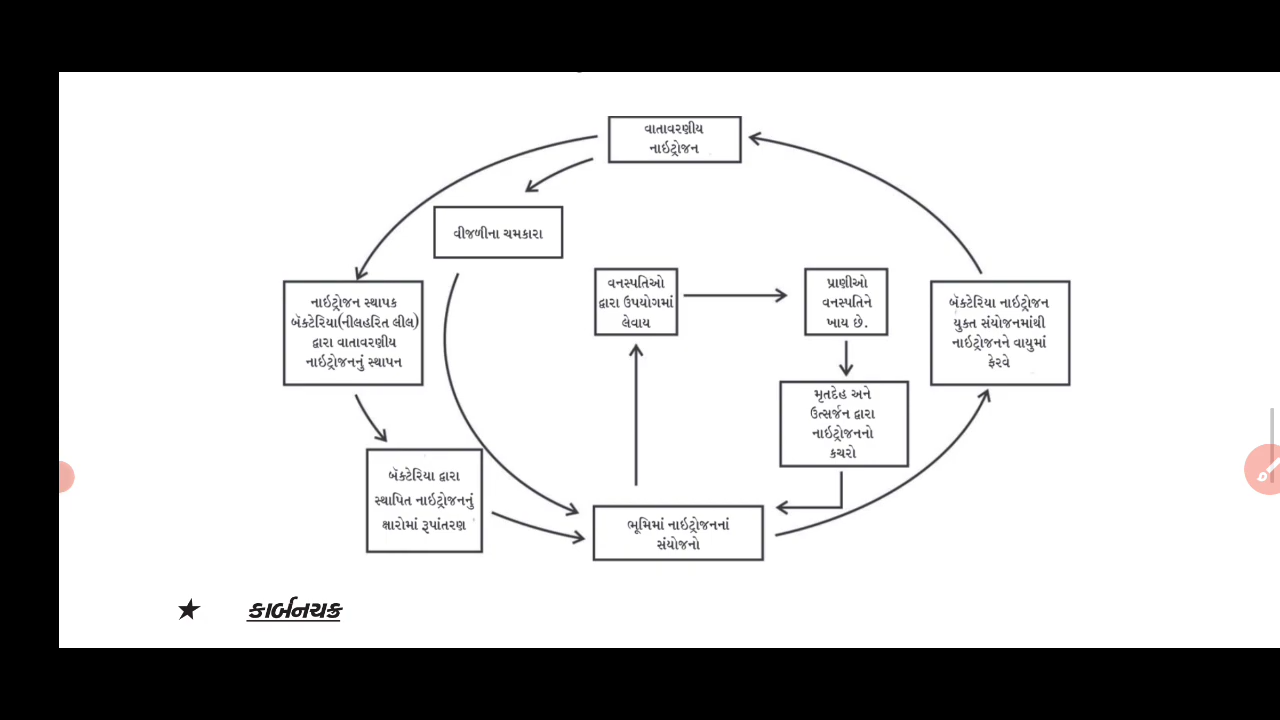 વાતાવરણીય
નાઇટ્રોજન
વીજળીના ચમકારા
નાઇટ્રોજન સ્થાપક
બૅક્ટેરિયા(નીલહરિત લીલ)
દ્વારા વાતાવરણીય
નાઇટ્રોજનનું સ્થાપન
વનસ્પતિઓ
દ્વારા ઉપયોગમાં
લેવાય
પ્રાણીઓ
વનસ્પતિને
ખાય છે.
બૅક્ટેરિયા નાઇટ્રોજન
યુક્ત સંયોજનમાંથી
નાઇટ્રોજનને વાયુમાં
ફેરવે
મૃતદેહ અને
ઉત્સર્જન દ્વારા
નાઇટ્રોજનનો
કચરો
બૅક્ટેરિયા દ્વારા
સ્થાપિત નાઇટ્રોજનનું
ક્ષારોમાં રૂપાંતરણ
ભૂમિમાં નાઇટ્રોજનનાં
સંયોજનો
★ કાર્બનચક્ર